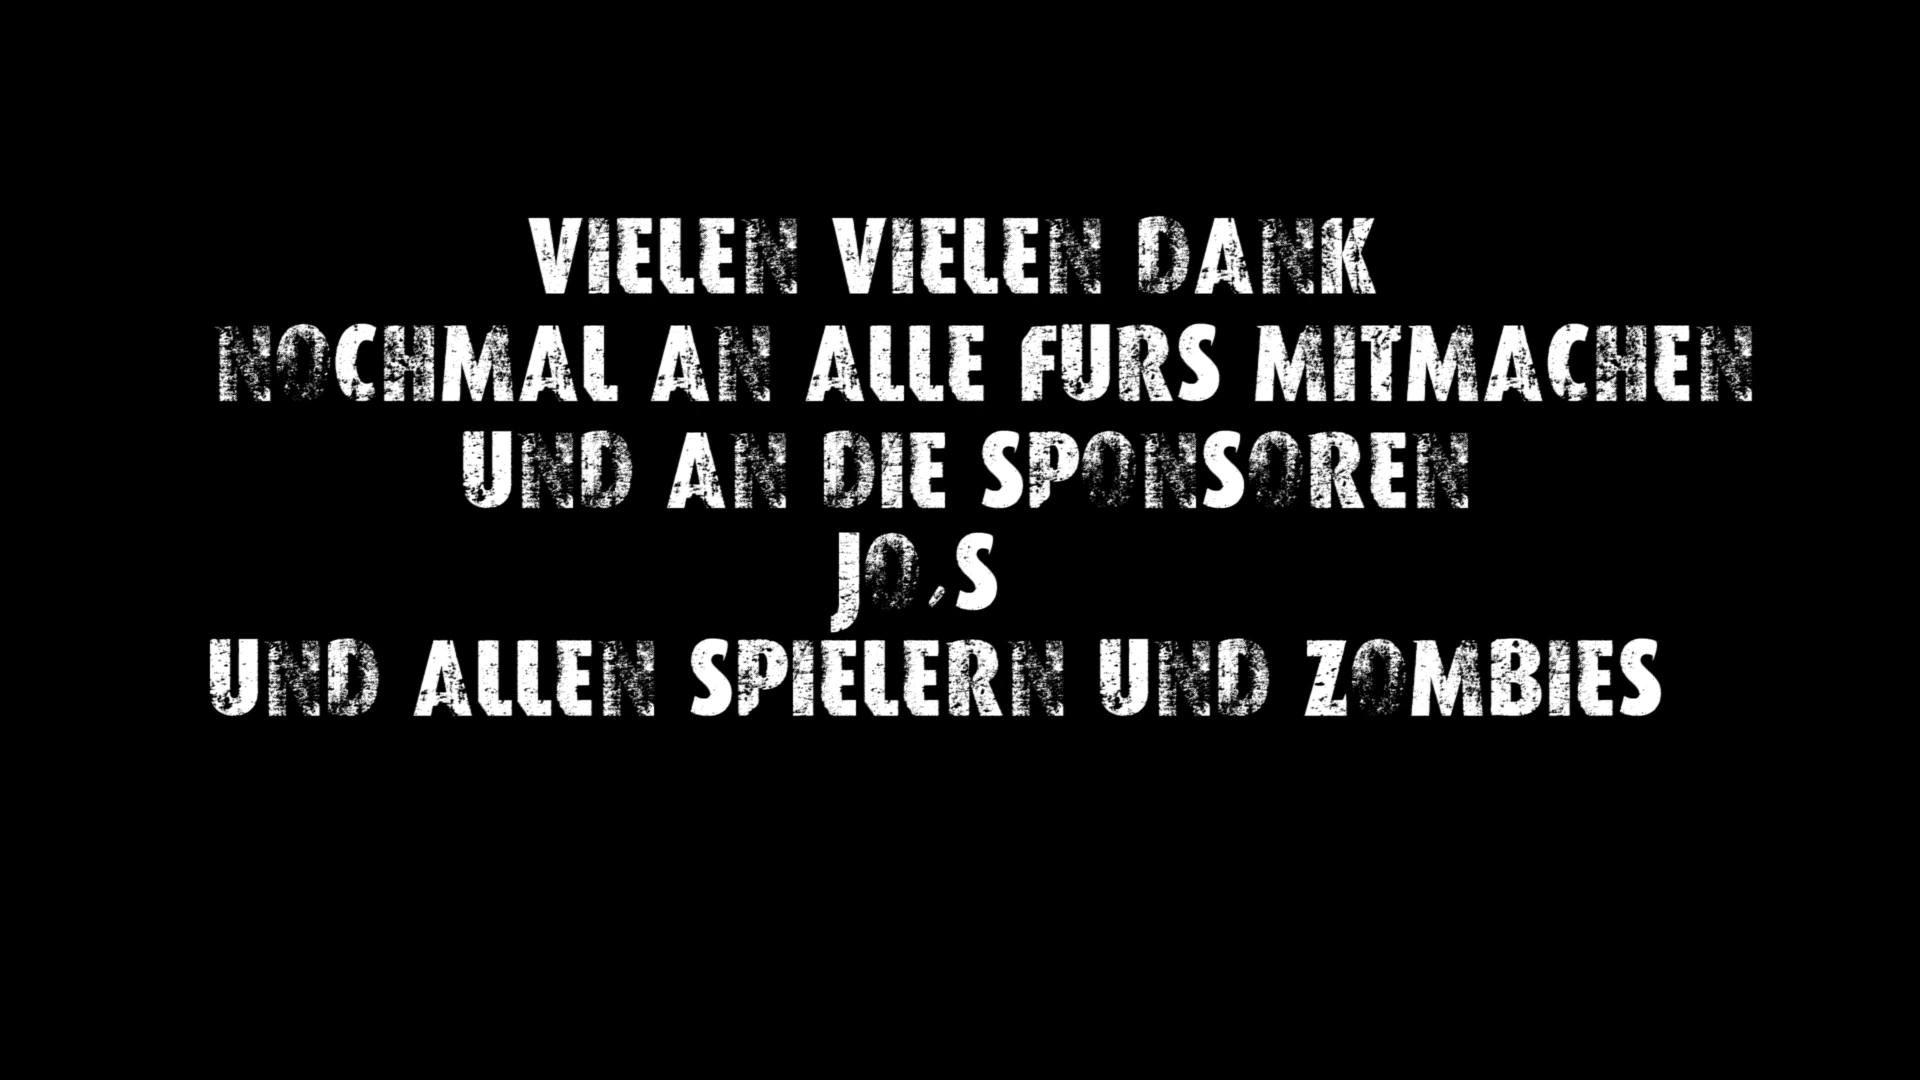 VIELEN VIELEN DANK
NOCHMAL AN ALLE FURS MITMACHEN
UND AN DIE SPONSOREN
JO,S
UND ALLEN SPIELERN UND ZOMBIES